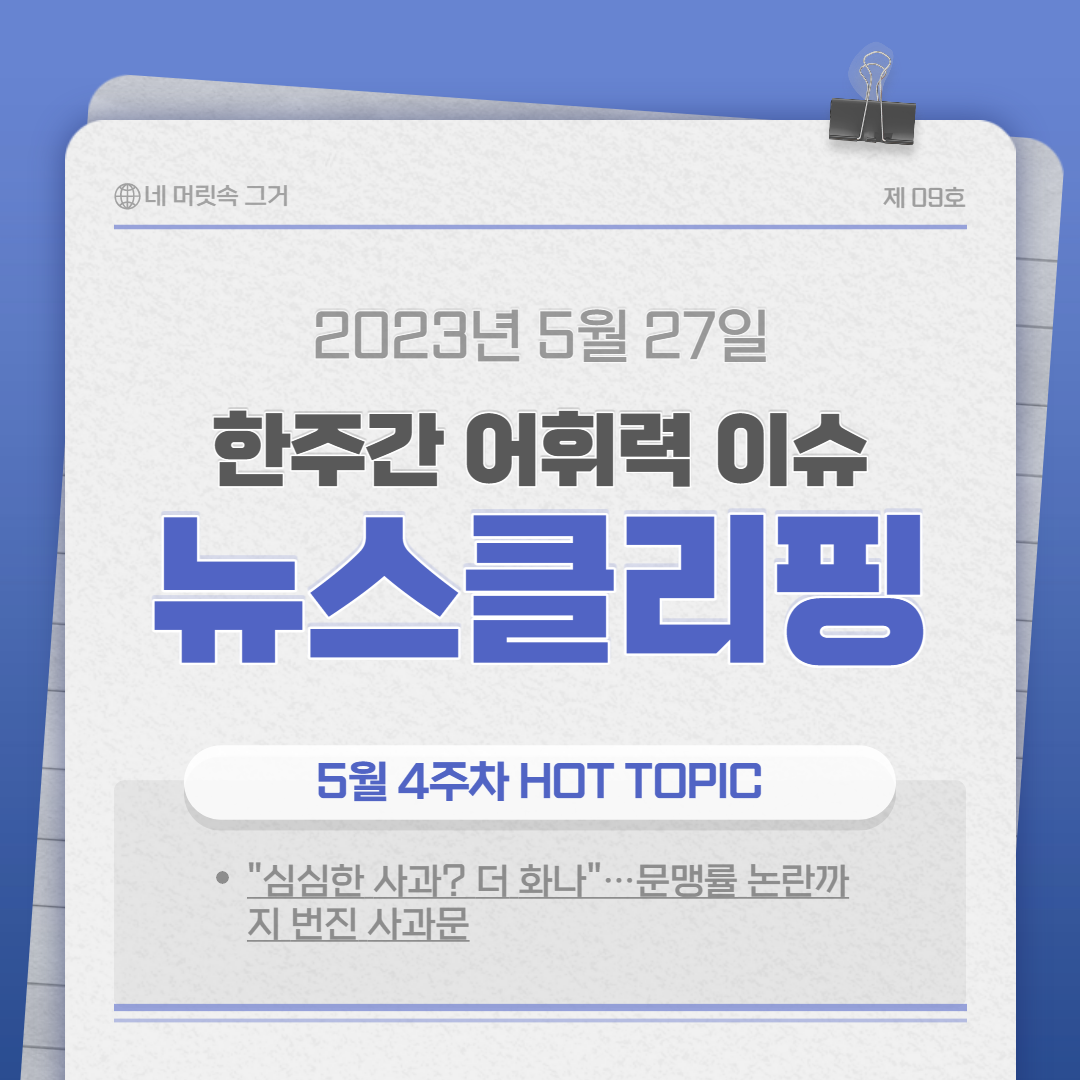 네 머릿속 그거
제 09호
2023년 5월 27일
한주간 어휘력 이슈
뉴스클리핑
5월 4주차 HOT TOPIC
• "심심한 사과? 더 화나"…문맹률 논란까
지 번진 사과문